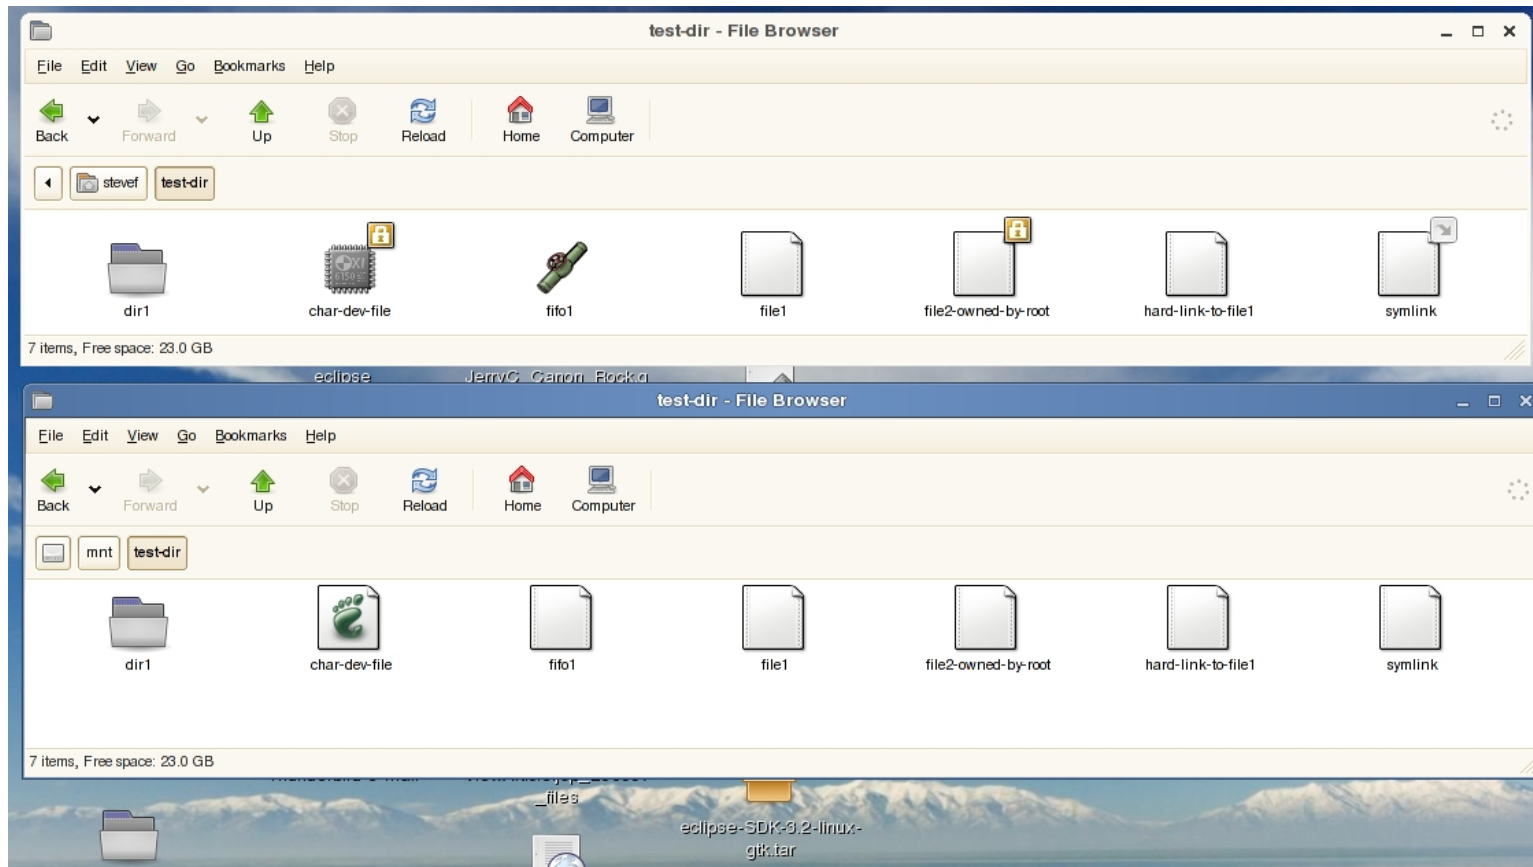 test-dir - File Browser
File Edit View Go Bookmarks Help
Back Forward Up Stop Reload Home Computer
stevef test-dir
dir1 char-dev-file fifo1 file1 file2-owned-by-root hard-link-to-file1 symlink
7 items, Free space: 23.0 GB
eclipse JerryC_Canon_Rock.g
test-dir - File Browser
File Edit View Go Bookmarks Help
Back Forward Up Stop Reload Home Computer
mnt test-dir
dir1 char-dev-file fifo1 file1 file2-owned-by-root hard-link-to-file1 symlink
7 items, Free space: 23.0 GB
_files
eclipse-SDK-3.2-linux-
gtk.tar